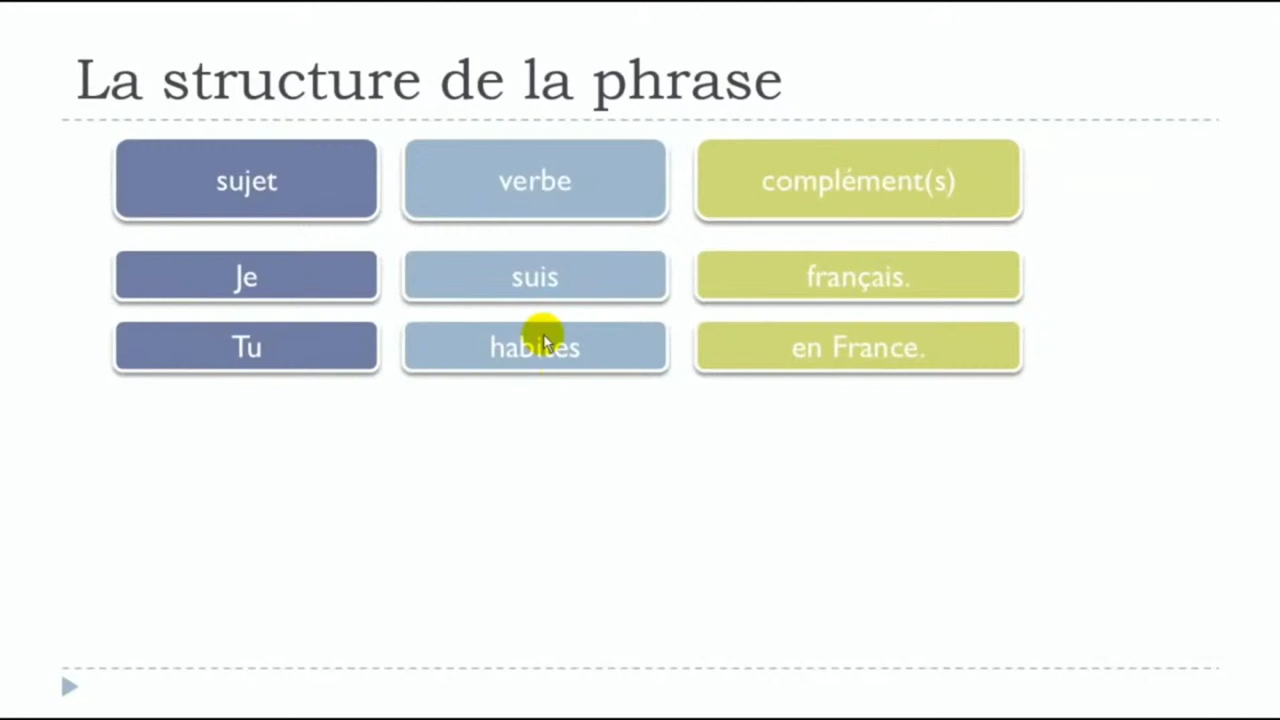 La structure de la phrase
sujet verbe complément(s)
Je suis français.
Tu habites en France.